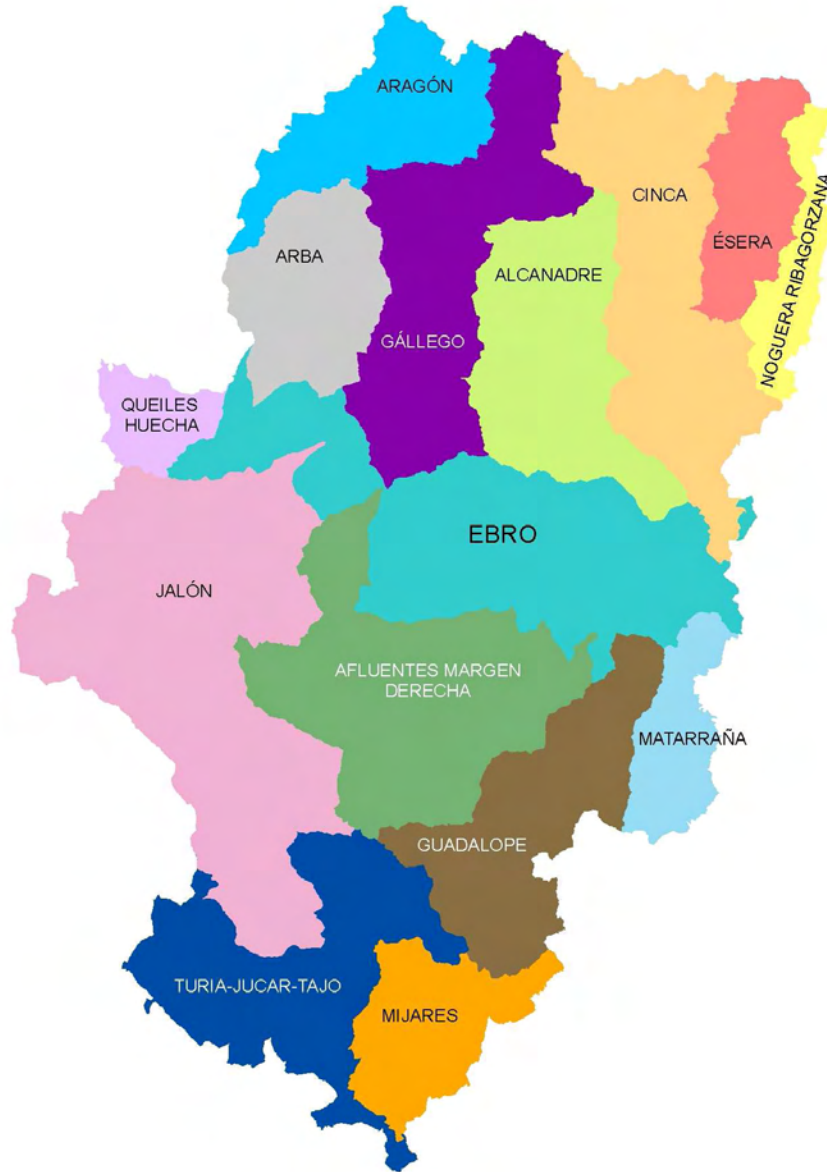 ARAGÓN
CINCA
ÉSERA
NOGUERA RIBAGORZANA
ARBA
ALCANADRE
GÁLLEGO
QUEILES
HUECHA
EBRO
JALÓN
AFLUENTES MARGEN
DERECHA
MATARRAÑA
GUADALOPE
TURIA-JUCAR-TAJO
MIJARES